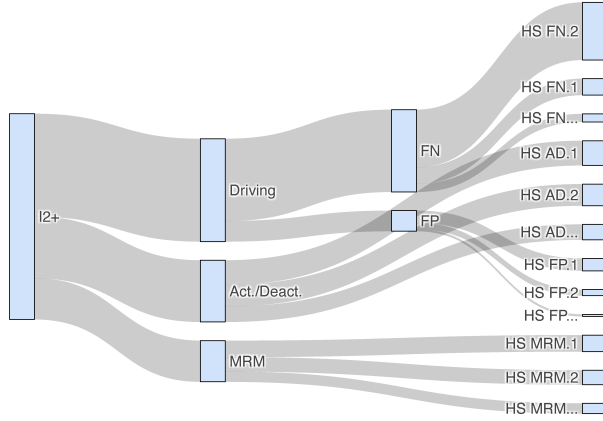 I2+
Driving
Act./Deact.
MRM
FN
FP
HS FN.2
HS FN.1
HS FN...
HS AD.1
HS AD.2
HS AD...
HS FP.1
HS FP.2
HS FP...
HS MRM.1
HS MRM.2
HS MRM...